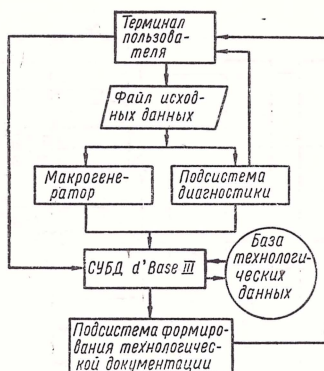 Терминал
пользова-
теля
Файл исход-
ных данных
Макрогене-
ратор
Подсистема
диагностики
СУБД d'Base III
База
технологи-
ческих
данных
Подсистема формиро-
вания технологичес-
кой документации